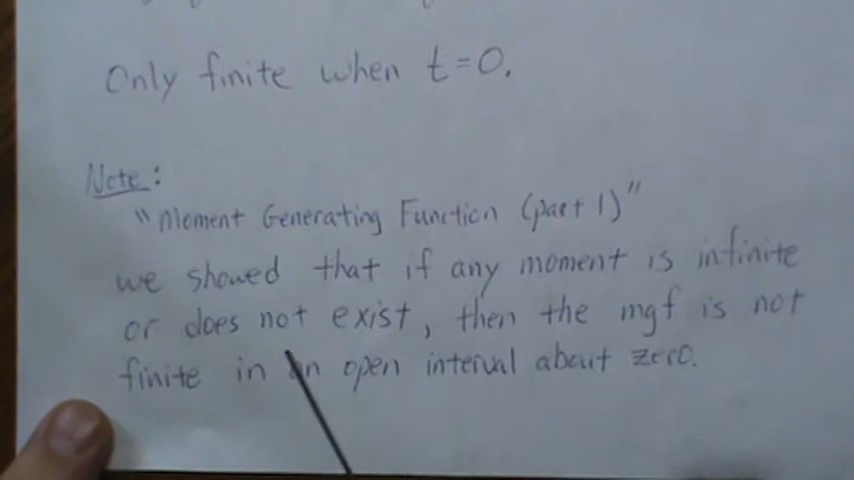 Only finite when t=0.
Note:
"Moment Generating Function (part 1)"
we showed that if any moment is infinite
or does not exist, then the mgf is not
finite in an open interval about zero.